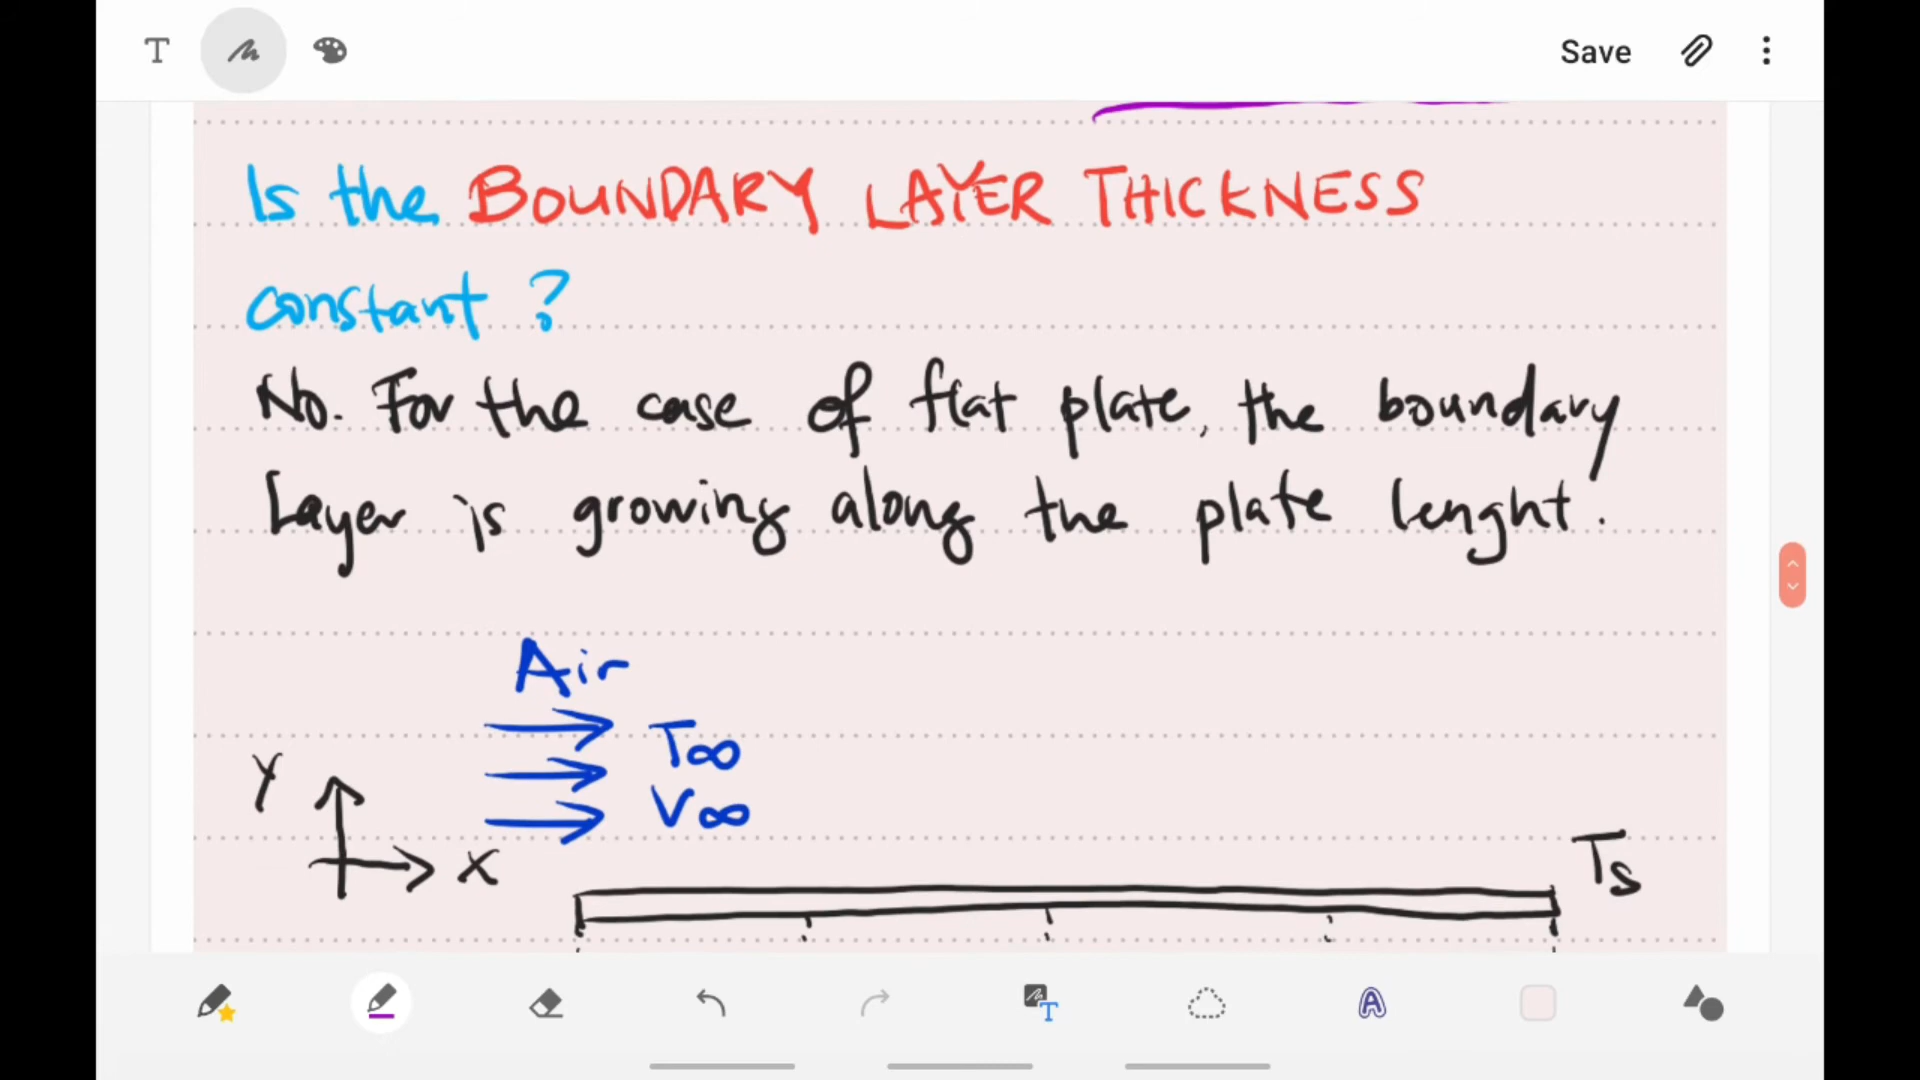 T
Save
Is the BOUNDARY LAYER THICKNESS
constant ?
No. For the case of flat plate, the boundary
Layer is growing along the plate lenght.
Air
T∞
Y
V∞
X
Ts